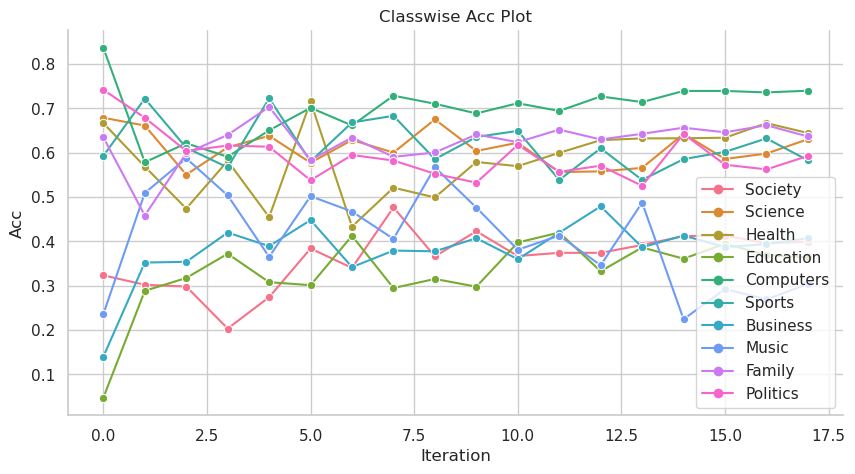 Classwise Acc Plot
Acc
0.8
0.7
0.6
0.5
0.4
0.3
0.2
0.1
0.0
2.5
5.0
7.5
10.0
12.5
15.0
17.5
Iteration
Society
Science
Health
Education
Computers
Sports
Business
Music
Family
Politics